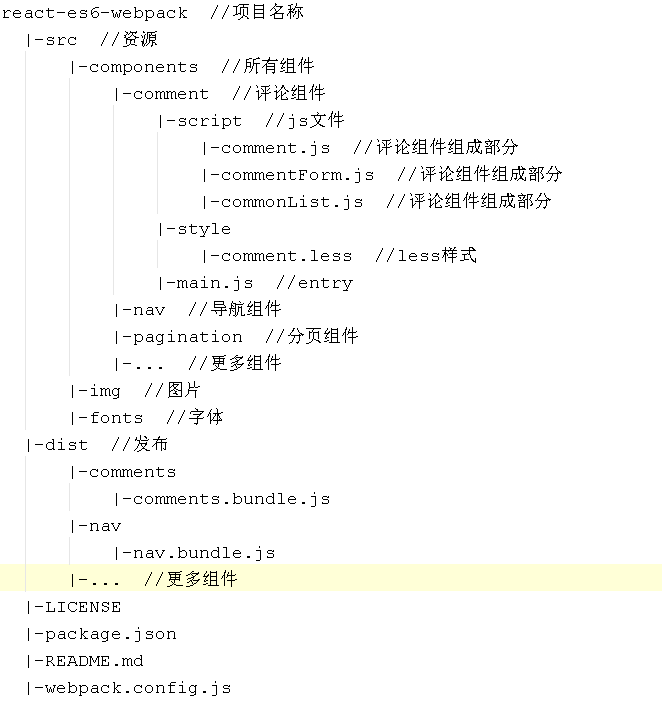 react-es6-webpack  //项目名称
|-src  //资源
|-components  //所有组件
|-comment  //评论组件
|-script  //js文件
|-comment.js  //评论组件组成部分
|-commentForm.js  //评论组件组成部分
|-commonList.js  //评论组件组成部分
|-style
|-comment.less  //less样式
|-main.js  //entry
|-nav  //导航组件
|-pagination  //分页组件
|-...  //更多组件
|-img  //图片
|-fonts  //字体
|-dist  //发布
|-comments
|-comments.bundle.js
|-nav
|-nav.bundle.js
|-...  //更多组件
|-LICENSE
|-package.json
|-README.md
|-webpack.config.js